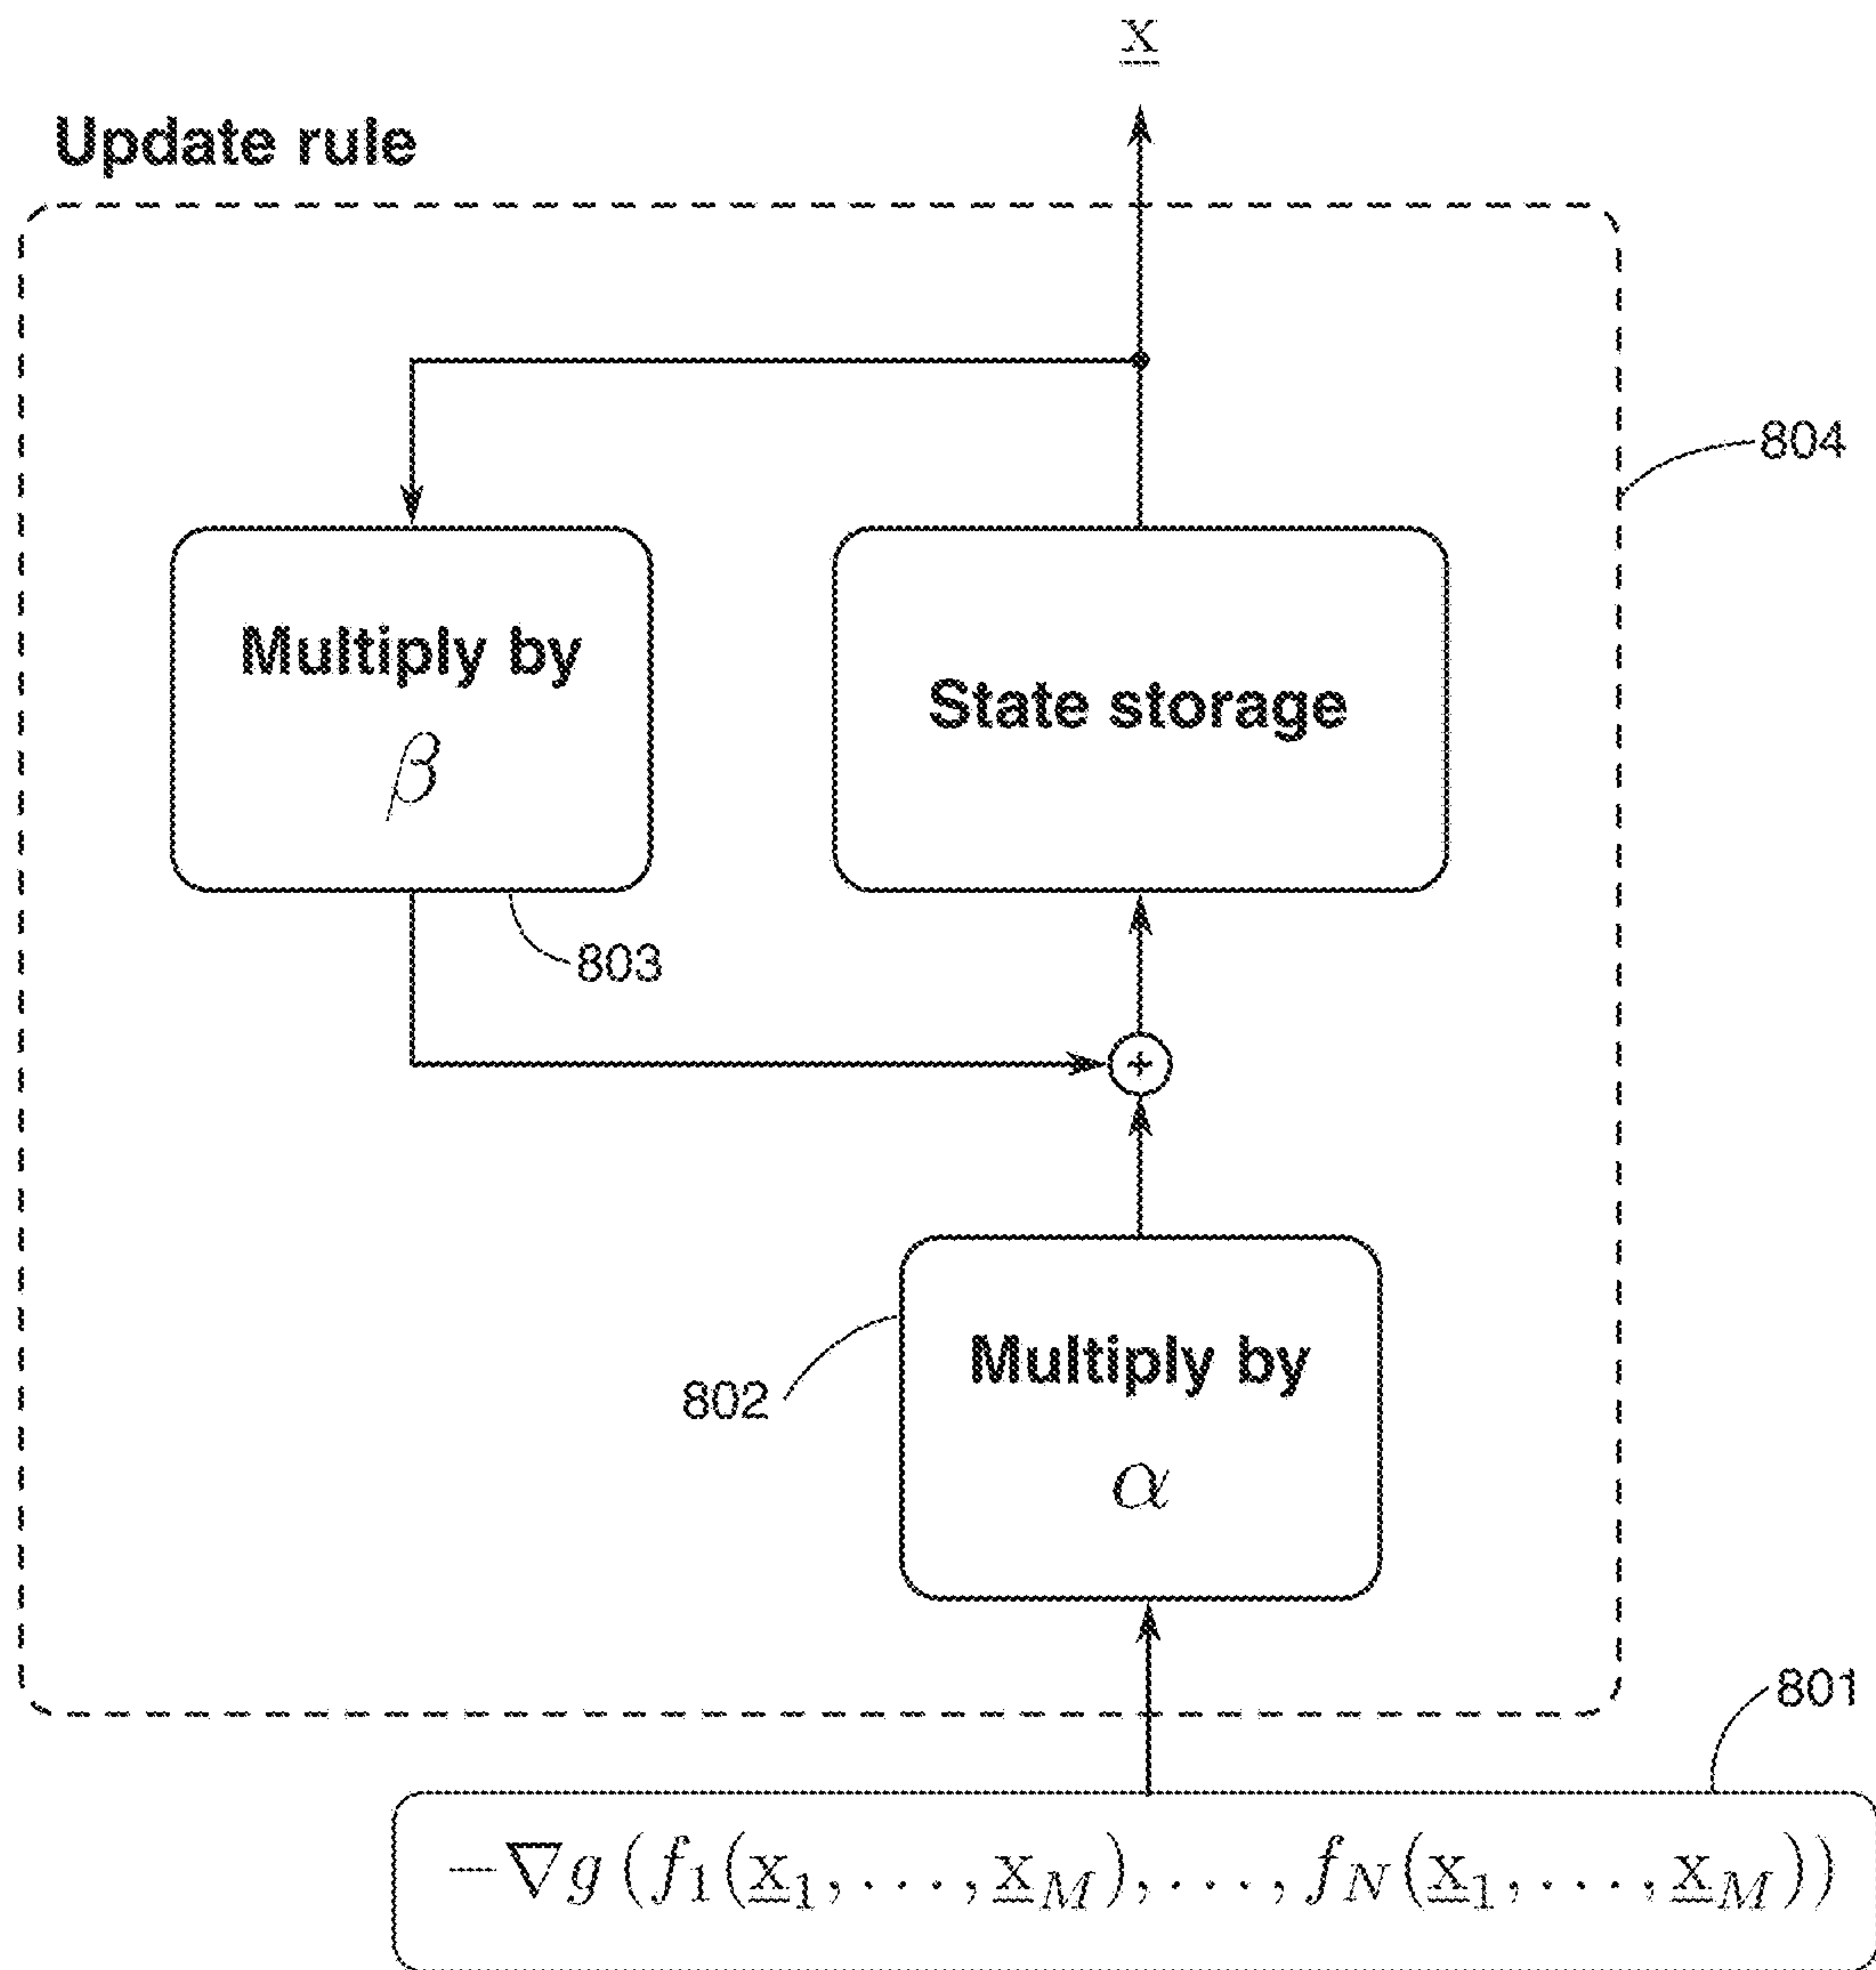 x
Update rule
804
Multiply by
β
State storage
803
+
Multiply by
802
α
801
−∇g(f₁(x₁,...,x_M),...,f_N(x₁,...,x_M))